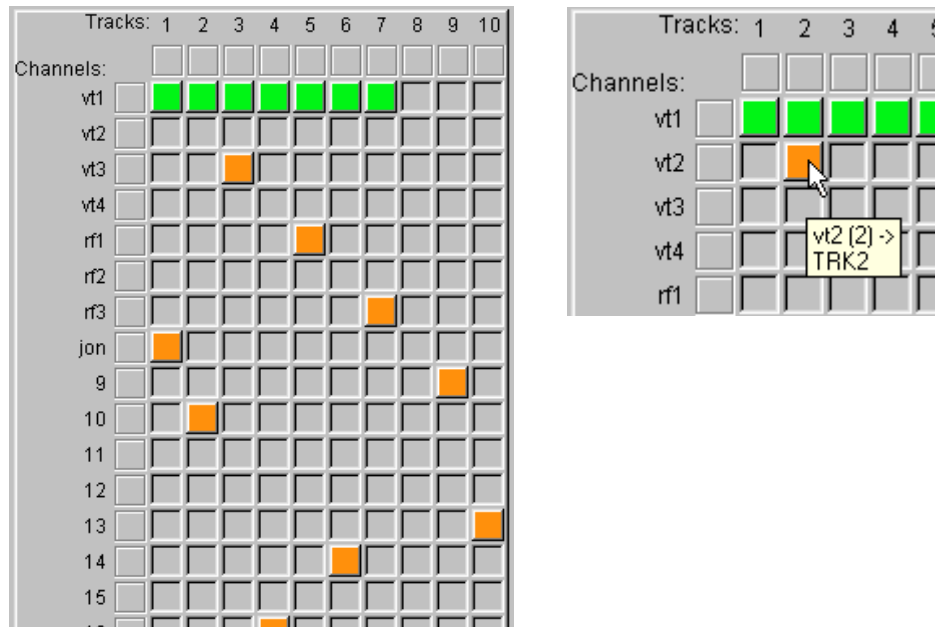 Tracks: 1 2 3 4 5 6 7 8 9 10
Channels:
vt1
vt2
vt3
vt4
rf1
rf2
rf3
jon
9
10
11
12
13
14
15
Tracks: 1 2 3 4
Channels:
vt1
vt2
vt3
vt4
rf1
vt2 (2) ->
TRK2